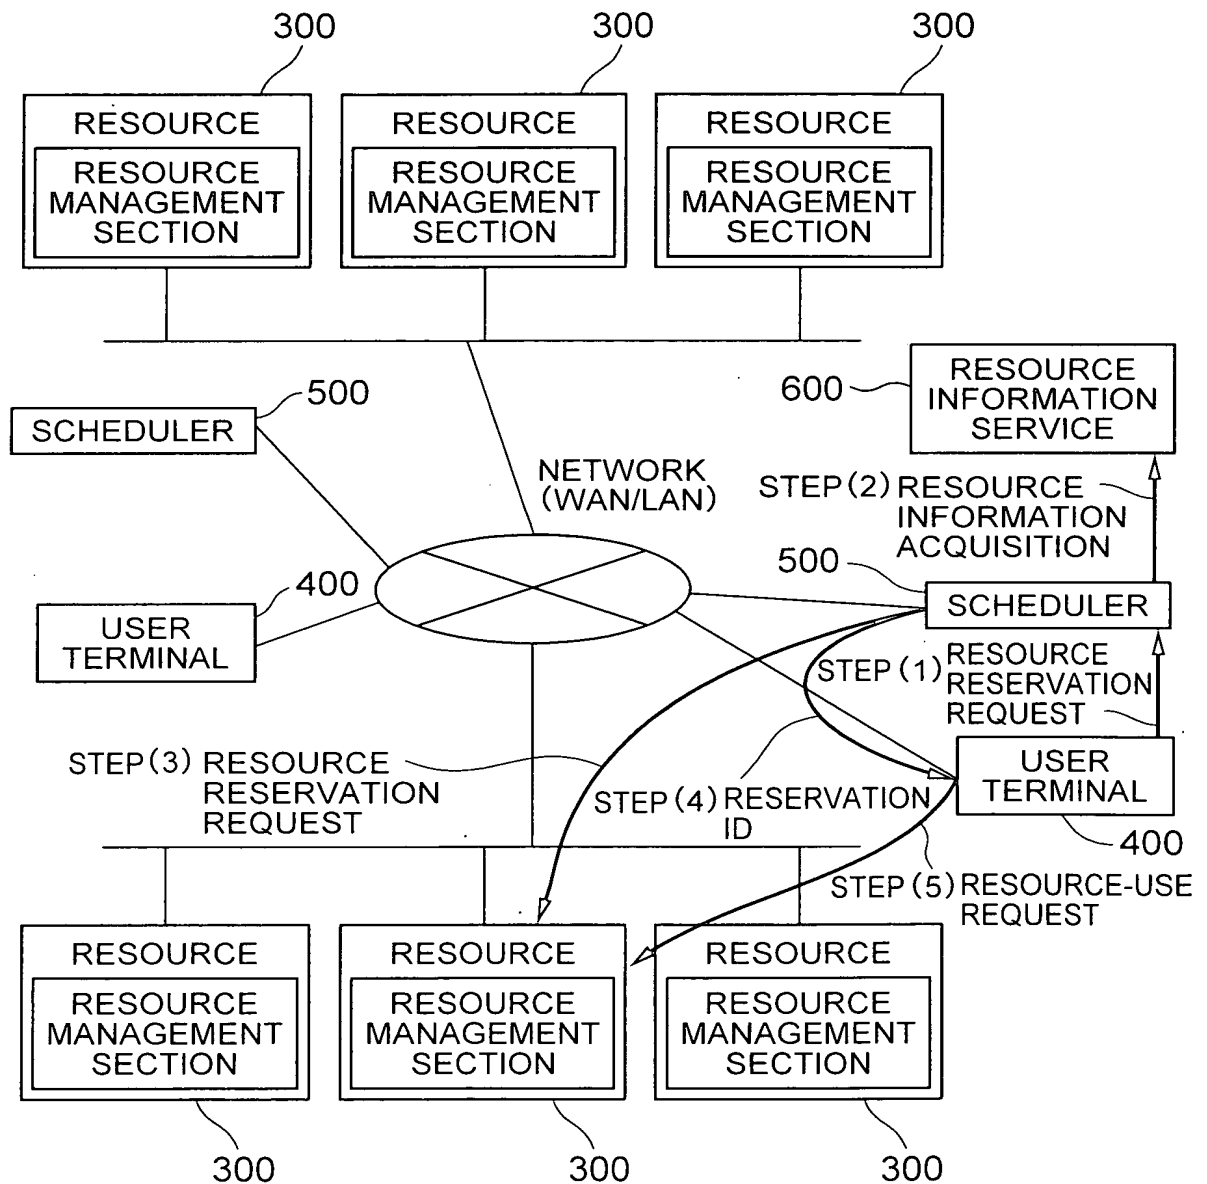 300
300
300
RESOURCE
RESOURCE
MANAGEMENT
SECTION
RESOURCE
RESOURCE
MANAGEMENT
SECTION
RESOURCE
RESOURCE
MANAGEMENT
SECTION
600
RESOURCE
INFORMATION
SERVICE
500
SCHEDULER
NETWORK
(WAN/LAN)
STEP(2) RESOURCE
INFORMATION
ACQUISITION
500
SCHEDULER
400
USER
TERMINAL
STEP(1) RESOURCE
RESERVATION
REQUEST
STEP(3) RESOURCE
RESERVATION
REQUEST
STEP(4) RESERVATION
ID
USER
TERMINAL
400
STEP(5) RESOURCE-USE
REQUEST
RESOURCE
RESOURCE
MANAGEMENT
SECTION
RESOURCE
RESOURCE
MANAGEMENT
SECTION
RESOURCE
RESOURCE
MANAGEMENT
SECTION
300
300
300